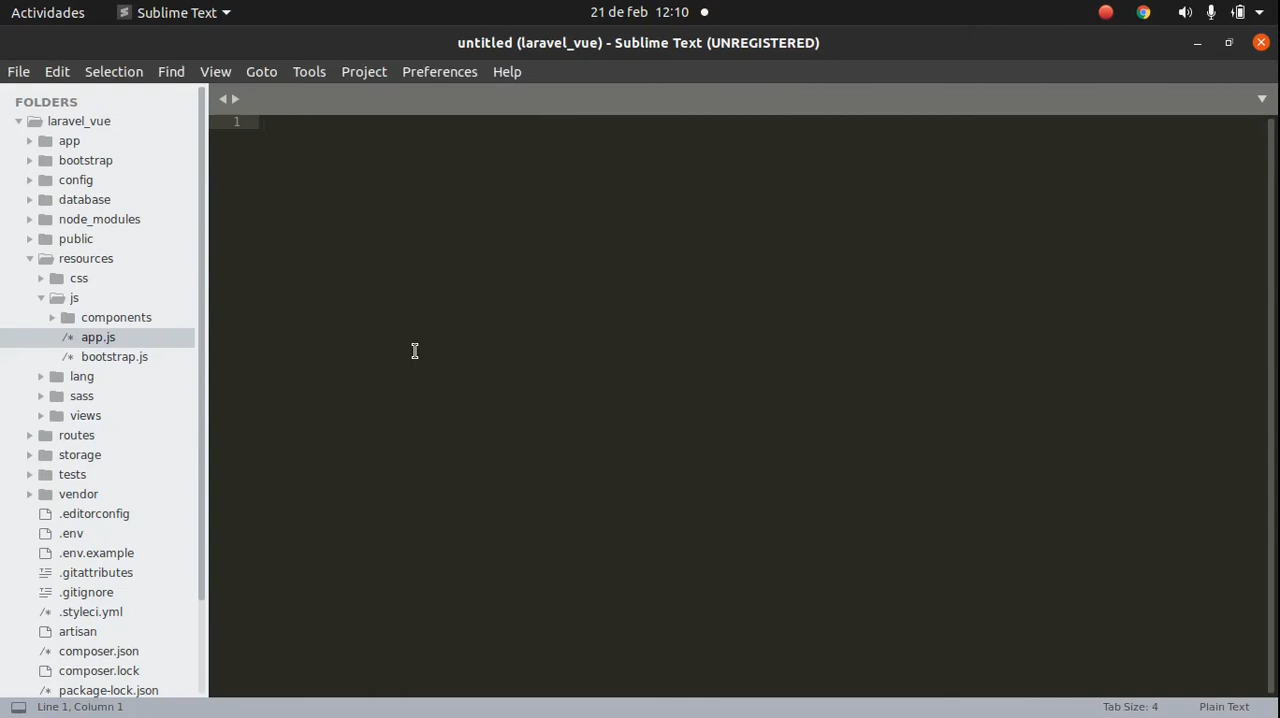 Actividades Sublime Text 21 de feb 12:10
untitled (laravel_vue) - Sublime Text (UNREGISTERED)
File Edit Selection Find View Goto Tools Project Preferences Help
FOLDERS
laravel_vue
app
bootstrap
config
database
node_modules
public
resources
css
js
components
/* app.js
/* bootstrap.js
lang
sass
views
routes
storage
tests
vendor
.editorconfig
.env
.env.example
.gitattributes
.gitignore
/* .styleci.yml
artisan
/* composer.json
composer.lock
/* package-lock.json
1
Line 1, Column 1 Tab Size: 4 Plain Text